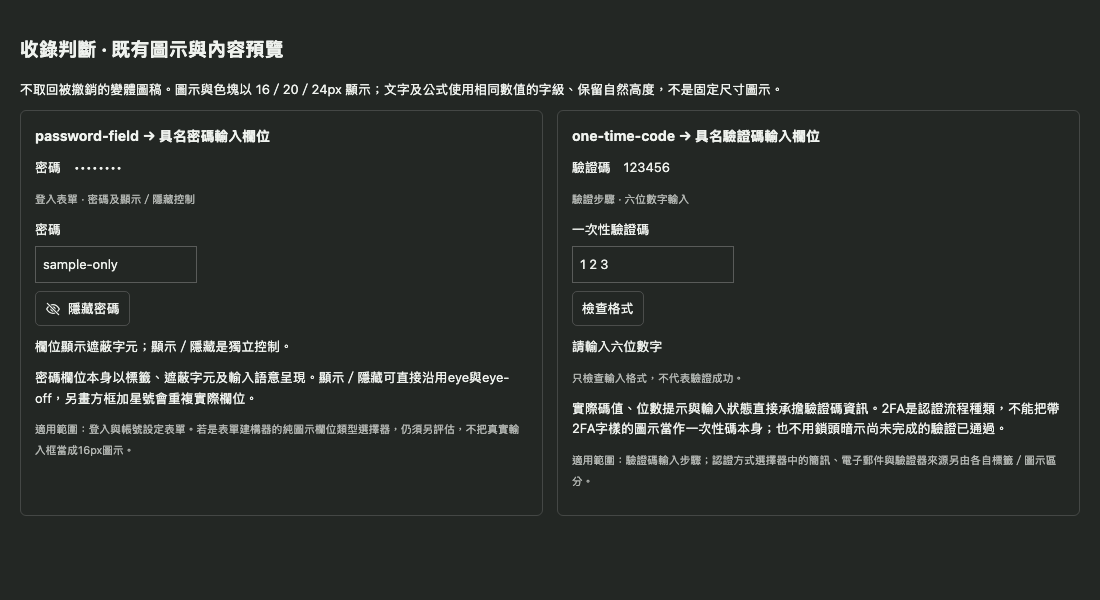 收錄判斷 · 既有圖示與內容預覽
不取回被撤銷的變體圖稿。圖示與色塊以 16 / 20 / 24px 顯示；文字及公式使用相同數值的字級、保留自然高度，不是固定尺寸圖示。
password-field → 具名密碼輸入欄位
密碼 ••••••••
登入表單 · 密碼及顯示 / 隱藏控制
密碼
sample-only
隱藏密碼
欄位顯示遮蔽字元；顯示 / 隱藏是獨立控制。
密碼欄位本身以標籤、遮蔽字元及輸入語意呈現。顯示 / 隱藏可直接沿用eye與eye-
off，另畫方框加星號會重複實際欄位。
適用範圍：登入與帳號設定表單。若是表單建構器的純圖示欄位類型選擇器，仍須另評估，不把真實輸
入框當成16px圖示。
one-time-code → 具名驗證碼輸入欄位
驗證碼 123456
驗證步驟 · 六位數字輸入
一次性驗證碼
1 2 3
檢查格式
請輸入六位數字
只檢查輸入格式，不代表驗證成功。
實際碼值、位數提示與輸入狀態直接承擔驗證碼資訊。2FA是認證流程種類，不能把帶
2FA字樣的圖示當作一次性碼本身；也不用鎖頭暗示尚未完成的驗證已通過。
適用範圍：驗證碼輸入步驟；認證方式選擇器中的簡訊、電子郵件與驗證器來源另由各自標籤 / 圖示區
分。